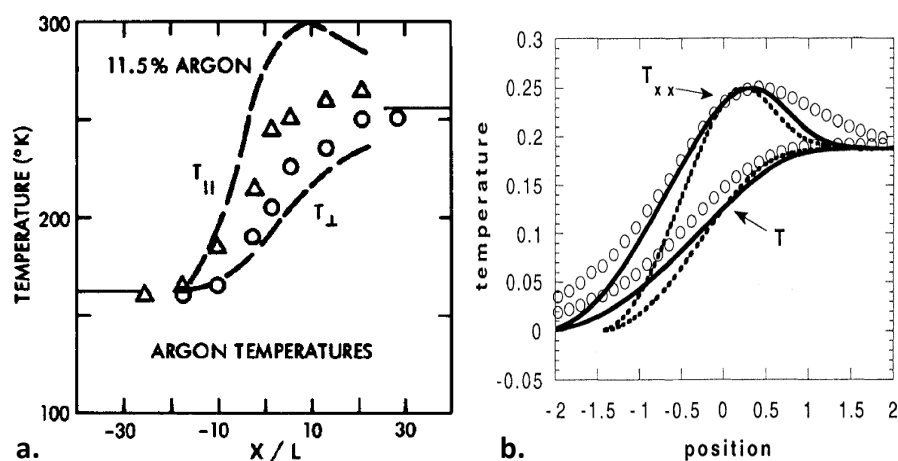 300
11.5% ARGON
T||
T⊥
200
ARGON TEMPERATURES
100
-30
-10
10
30
X / L
TEMPERATURE (°K)
a.
0.3
0.25
0.2
0.15
0.1
0.05
0
-0.05
T x x
T
-2
-1.5
-1
-0.5
0
0.5
1
1.5
2
position
temperature
b.